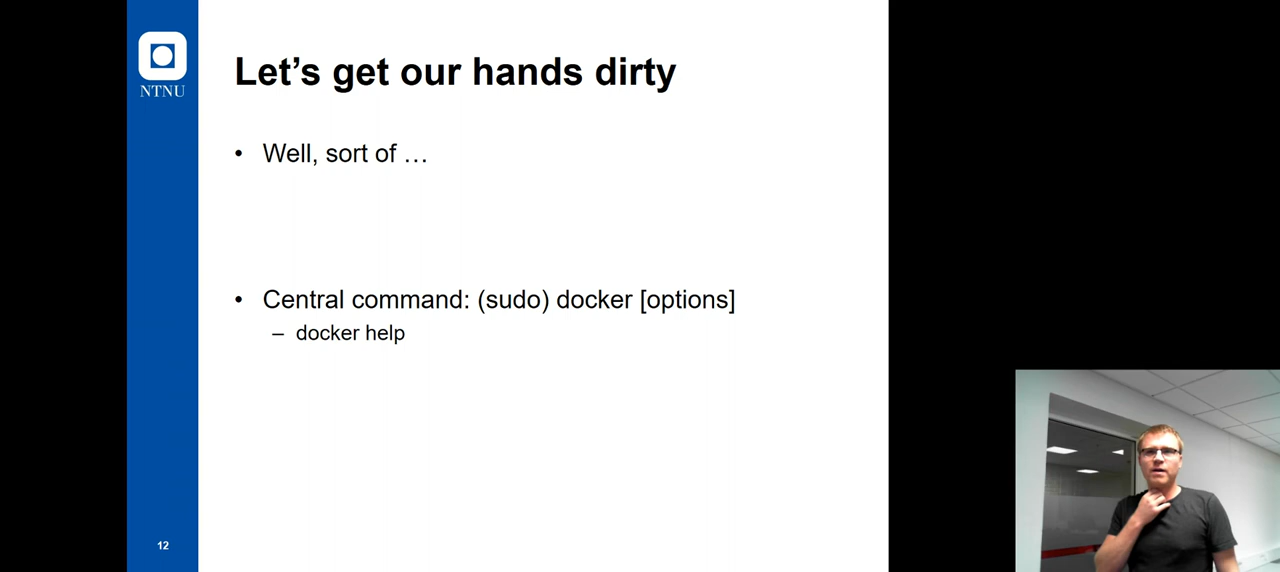 NTNU
Let's get our hands dirty
• Well, sort of …
• Central command: (sudo) docker [options]
– docker help
12